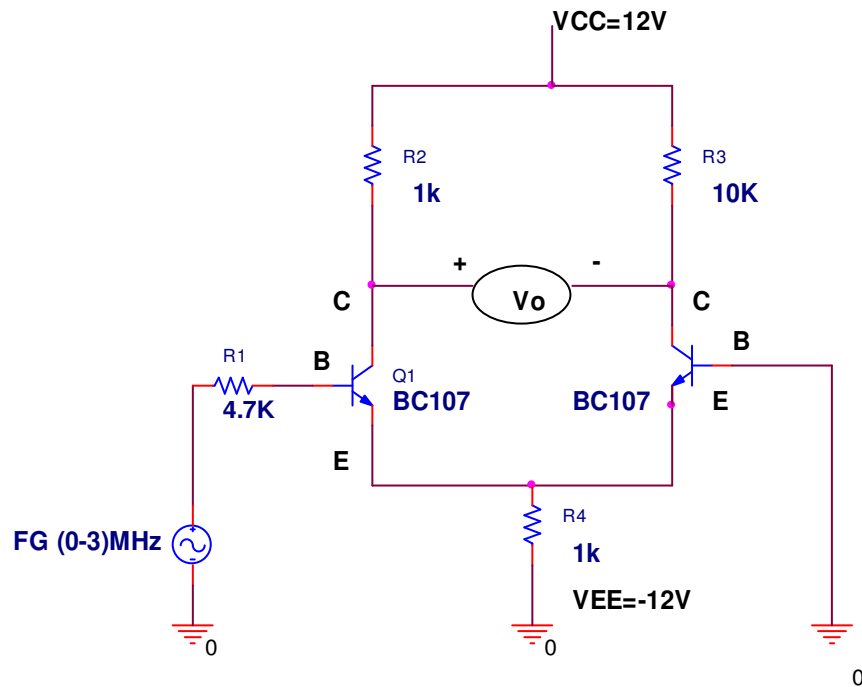 VCC=12V
R2
1k
R3
10K
+
-
Vo
C
C
R1
B
B
4.7K
Q1
BC107
BC107
E
E
FG (0-3)MHz
R4
1k
VEE=-12V
0
0
0